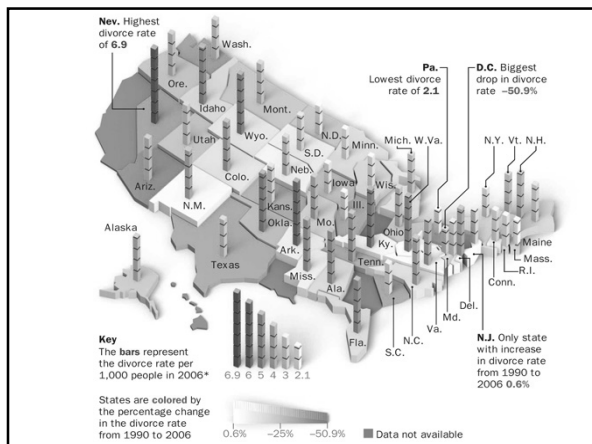 Nev. Highest
divorce rate
of 6.9
Wash.
Ore.
Idaho
Mont.
Pa.
Lowest divorce
rate of 2.1
D.C. Biggest
drop in divorce
rate –50.9%
Utah
Wyo.
N.D.
S.D.
Minn.
Mich.
W.Va.
N.Y.
Vt.
N.H.
Ariz.
Colo.
Neb.
Iowa
Wis.
N.M.
Kans.
Ill.
Ohio
Okla.
Mo.
Ky.
Maine
Mass.
R.I.
Conn.
Alaska
Texas
Ark.
Tenn.
Miss.
Ala.
Va.
Md.
Del.
Fla.
S.C.
N.C.
N.J. Only state
with increase
in divorce rate
from 1990 to
2006 0.6%
Key
The bars represent
the divorce rate per
1,000 people in 2006*
6.9 6 5 4 3 2.1
States are colored by
the percentage change
in the divorce rate
from 1990 to 2006
0.6% –25% –50.9%
Data not available